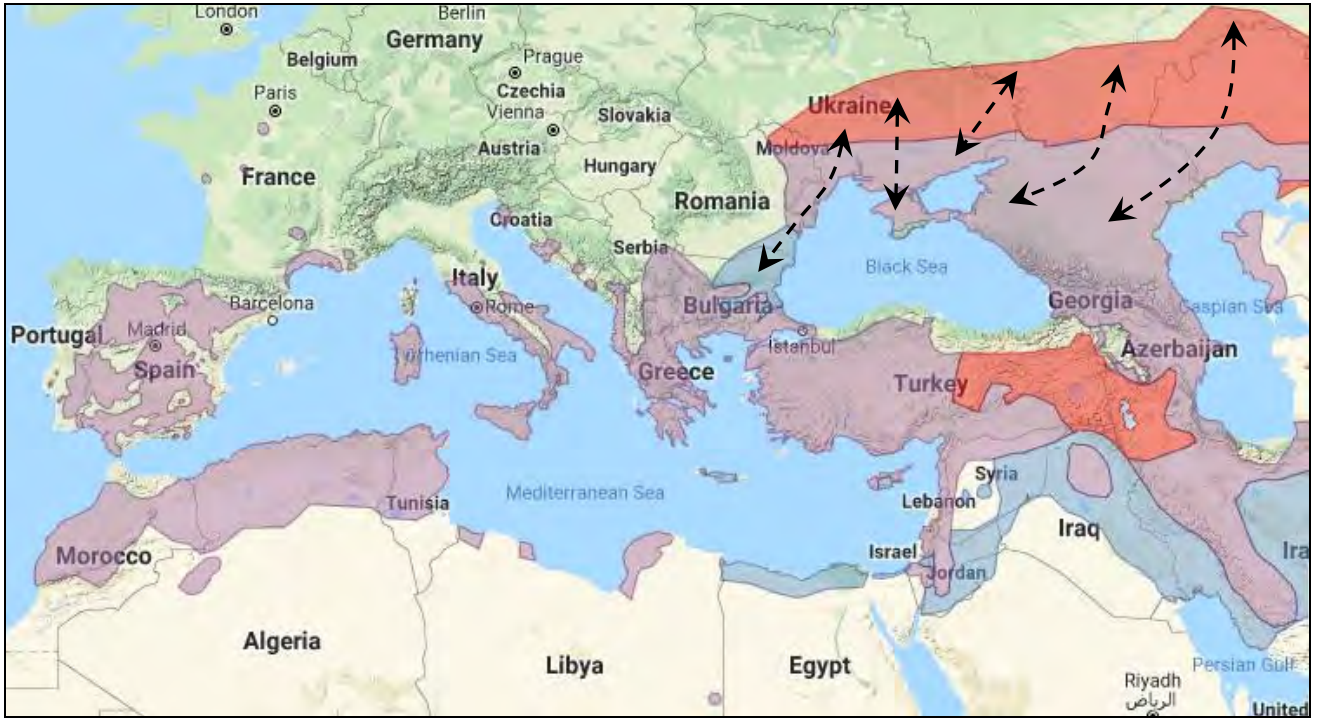 London
Berlin
Germany
Belgium
Prague
Czechia
Paris
Vienna
Slovakia
Ukraine
Austria
Moldova
Hungary
France
Romania
Croatia
Serbia
Italy
Black Sea
Barcelona
Rome
Bulgaria
Georgia
Caspian Sea
Portugal
Madrid
Istanbul
Azerbaijan
Spain
Greece
Turkey
Syria
Tunisia
Mediterranean Sea
Lebanon
Iraq
Morocco
Israel
Ira
Jordan
Algeria
Libya
Egypt
Persian Gulf
Riyadh
الرياض
United